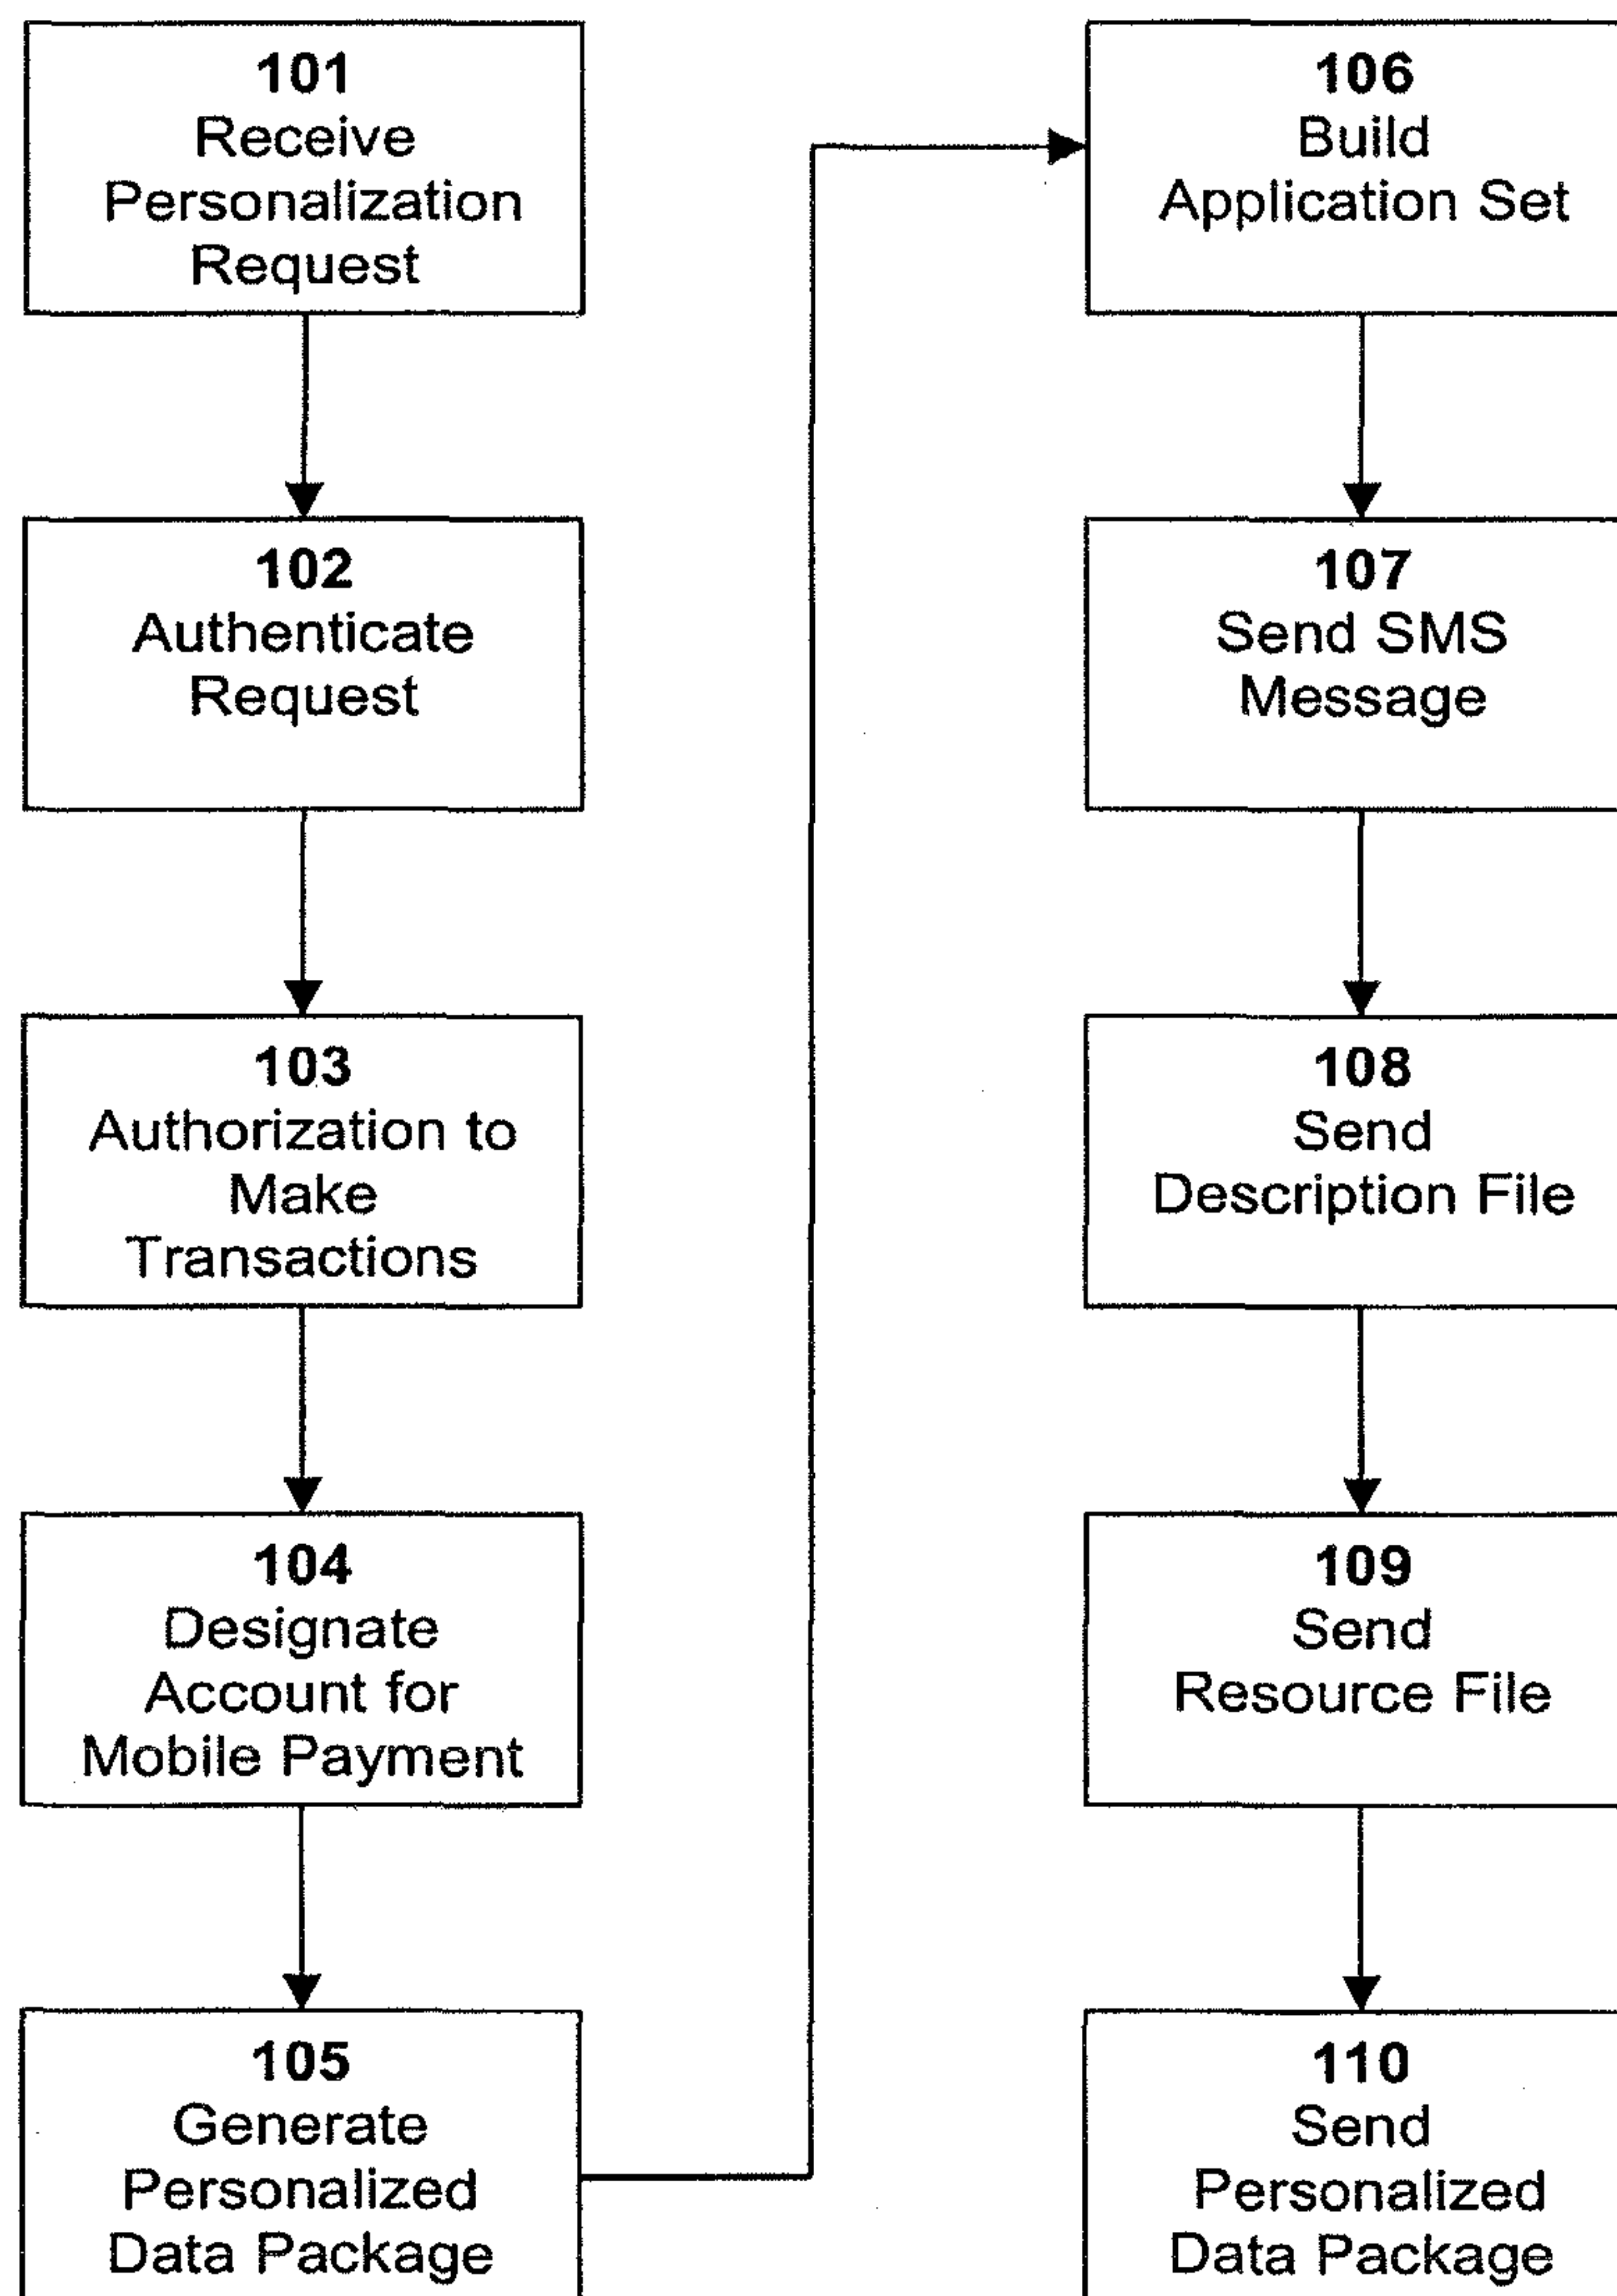 101
Receive
Personalization
Request
102
Authenticate
Request
103
Authorization to
Make
Transactions
104
Designate
Account for
Mobile Payment
105
Generate
Personalized
Data Package
106
Build
Application Set
107
Send SMS
Message
108
Send
Description File
109
Send
Resource File
110
Send
Personalized
Data Package